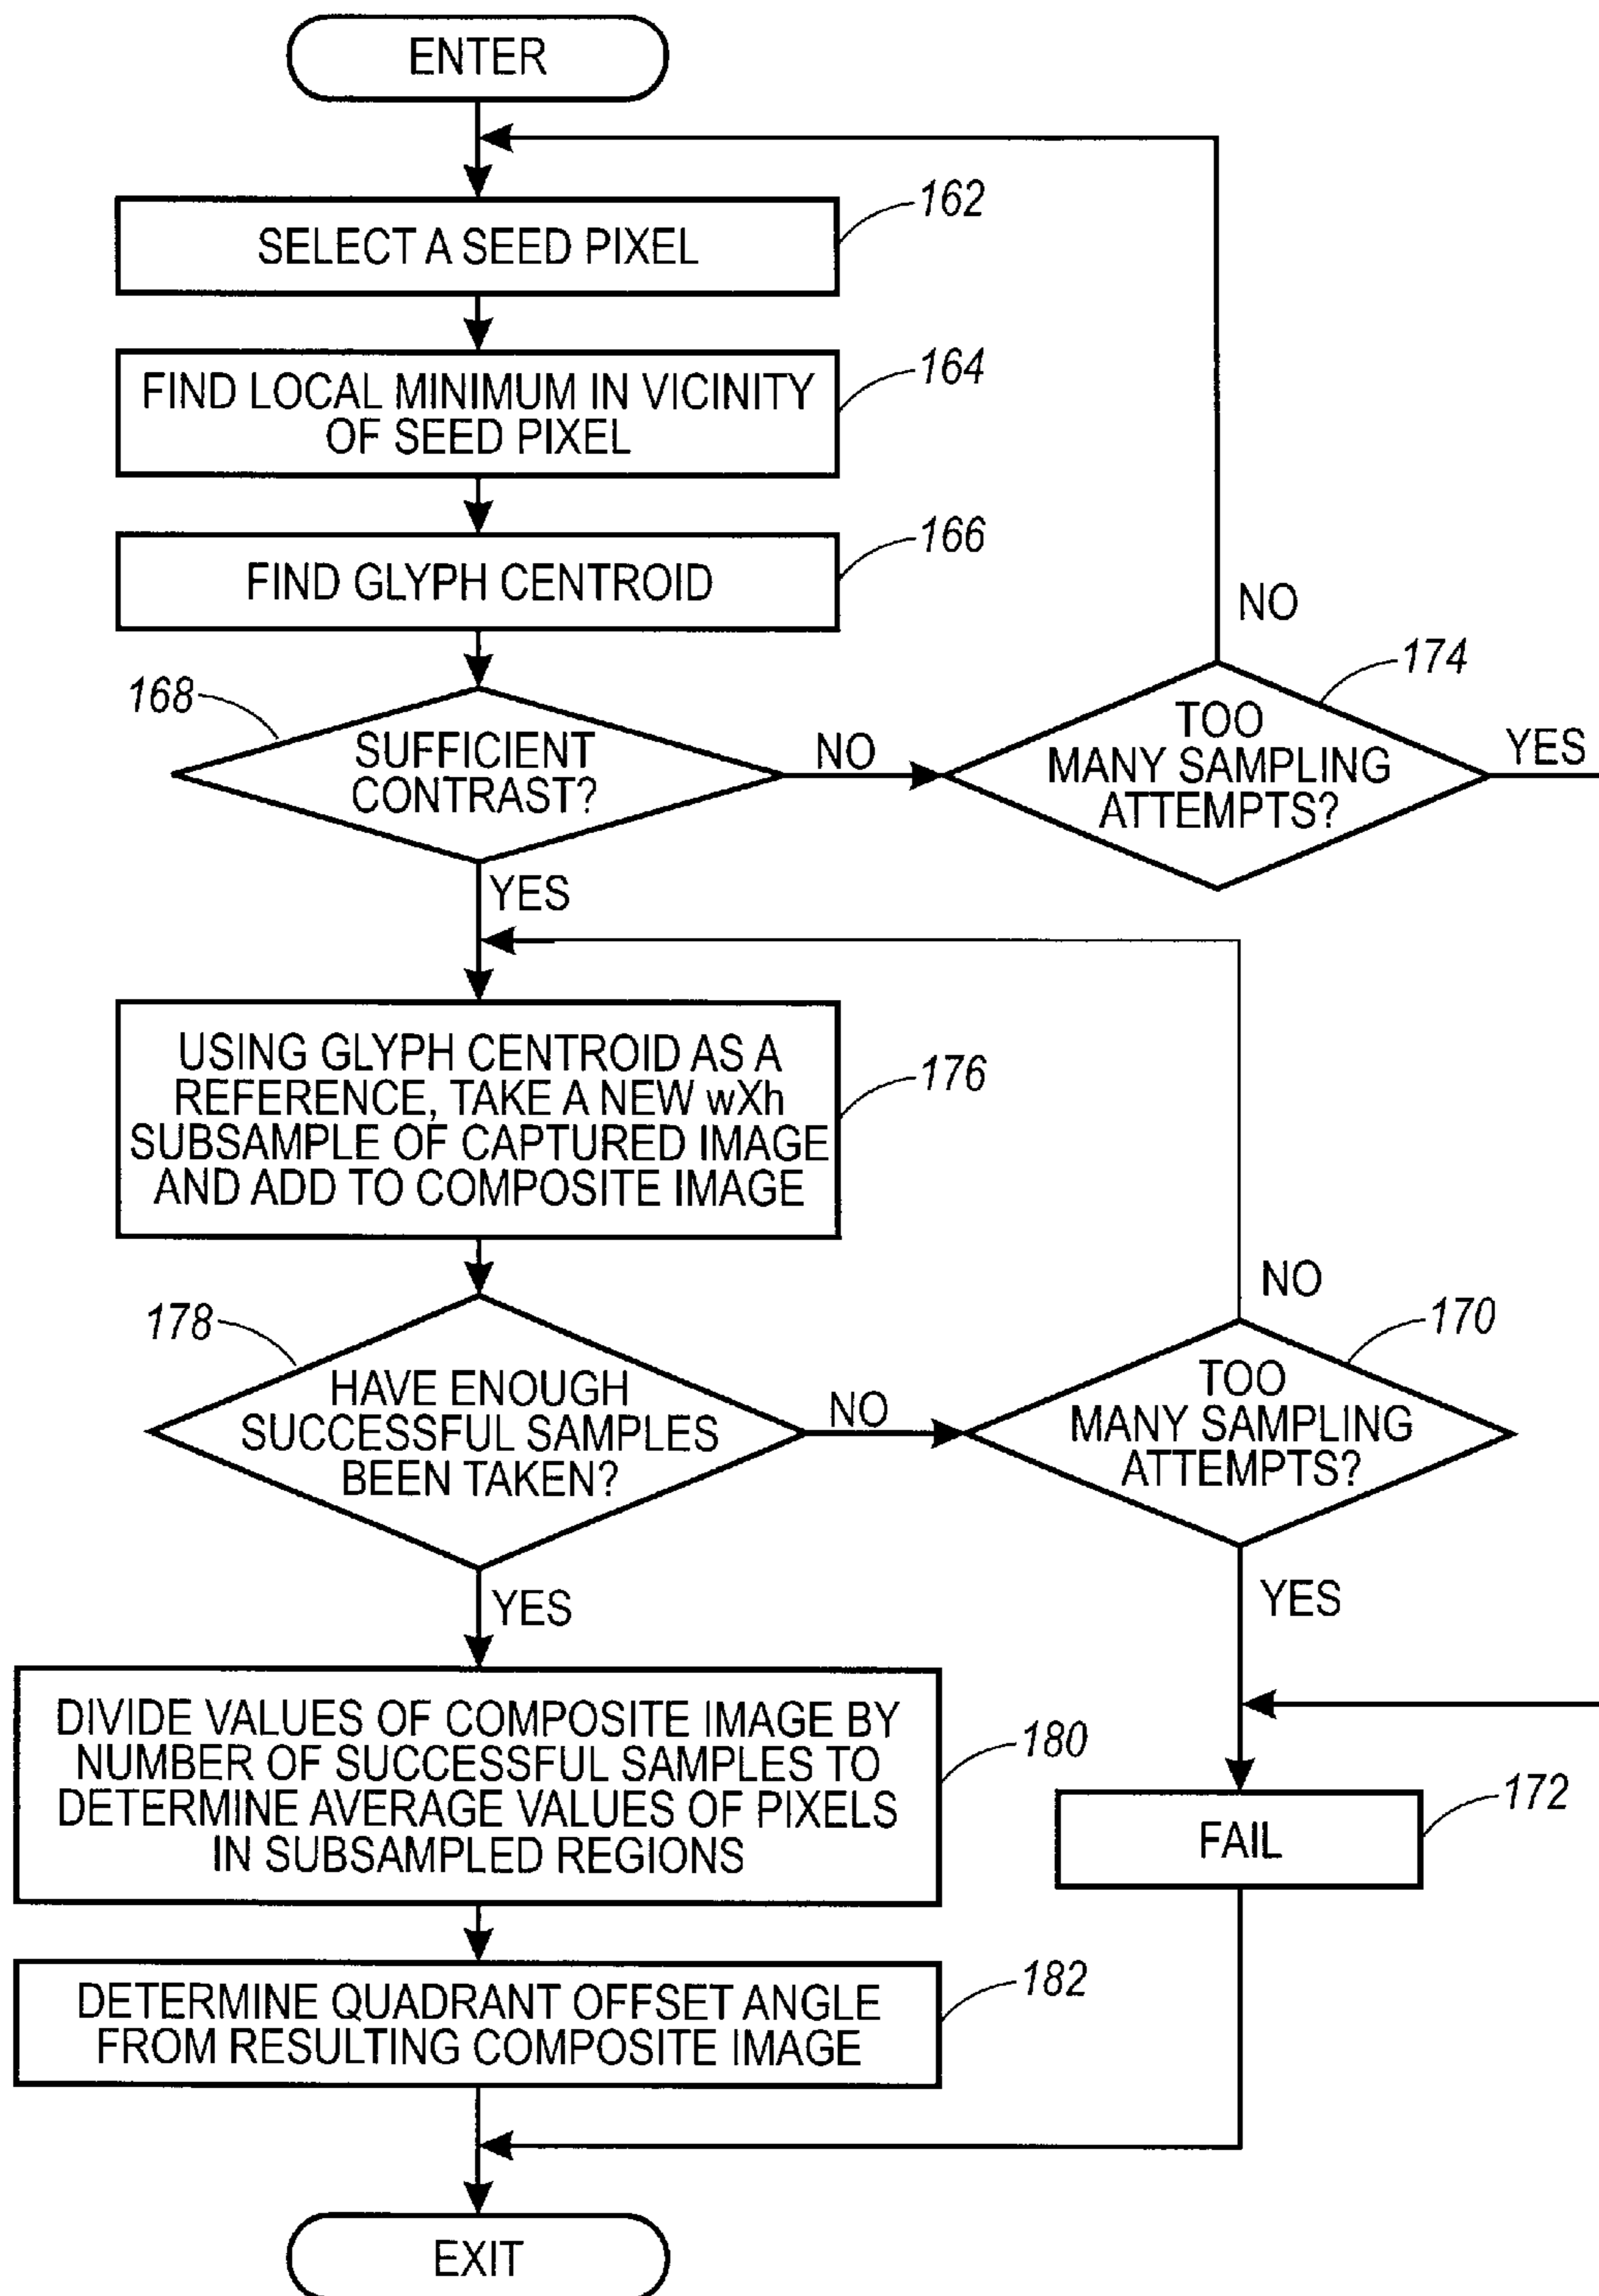 ENTER
SELECT A SEED PIXEL
162
FIND LOCAL MINIMUM IN VICINITY
OF SEED PIXEL
164
FIND GLYPH CENTROID
166
168
SUFFICIENT
CONTRAST?
NO
NO
174
TOO
MANY SAMPLING
ATTEMPTS?
YES
YES
USING GLYPH CENTROID AS A
REFERENCE, TAKE A NEW wXh
SUBSAMPLE OF CAPTURED IMAGE
AND ADD TO COMPOSITE IMAGE
176
178
HAVE ENOUGH
SUCCESSFUL SAMPLES
BEEN TAKEN?
NO
NO
170
TOO
MANY SAMPLING
ATTEMPTS?
YES
YES
DIVIDE VALUES OF COMPOSITE IMAGE BY
NUMBER OF SUCCESSFUL SAMPLES TO
DETERMINE AVERAGE VALUES OF PIXELS
IN SUBSAMPLED REGIONS
180
FAIL
172
DETERMINE QUADRANT OFFSET ANGLE
FROM RESULTING COMPOSITE IMAGE
182
EXIT